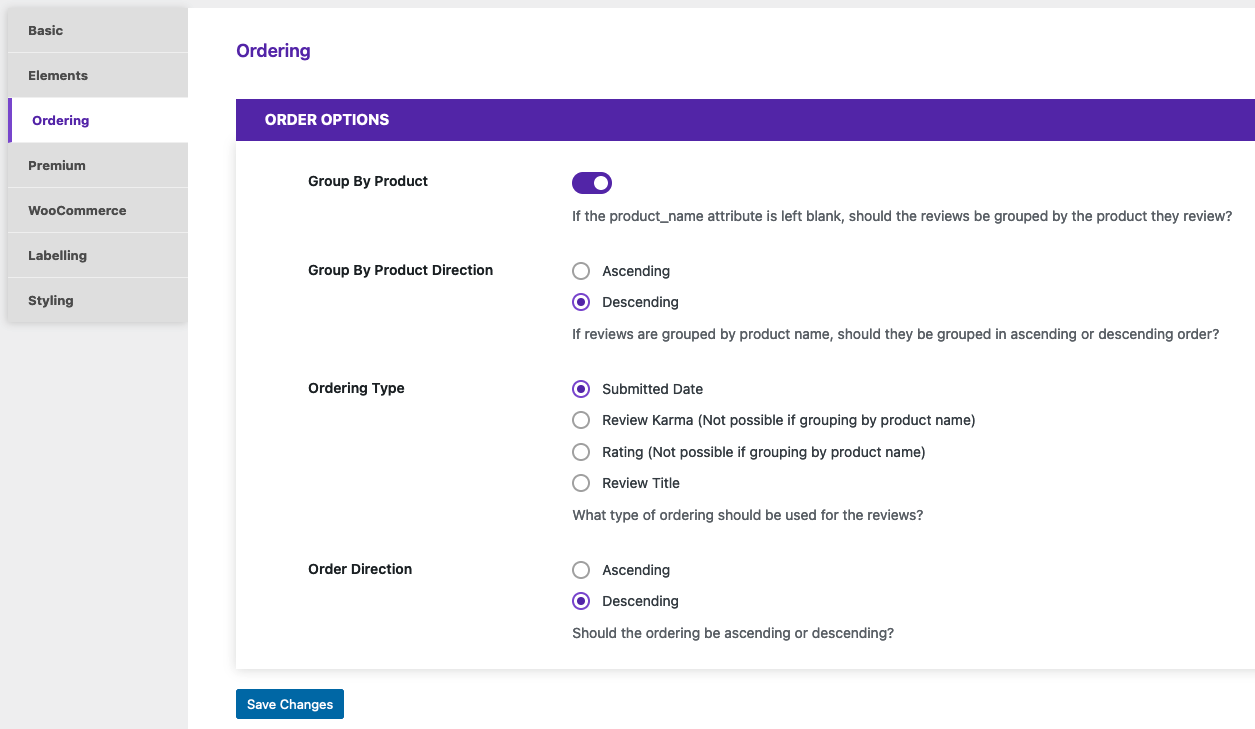 Basic
Elements
Ordering
Premium
WooCommerce
Labelling
Styling
Ordering
ORDER OPTIONS
Group By Product
If the product_name attribute is left blank, should the reviews be grouped by the product they review?
Group By Product Direction
Ascending
Descending
If reviews are grouped by product name, should they be grouped in ascending or descending order?
Ordering Type
Submitted Date
Review Karma (Not possible if grouping by product name)
Rating (Not possible if grouping by product name)
Review Title
What type of ordering should be used for the reviews?
Order Direction
Ascending
Descending
Should the ordering be ascending or descending?
Save Changes